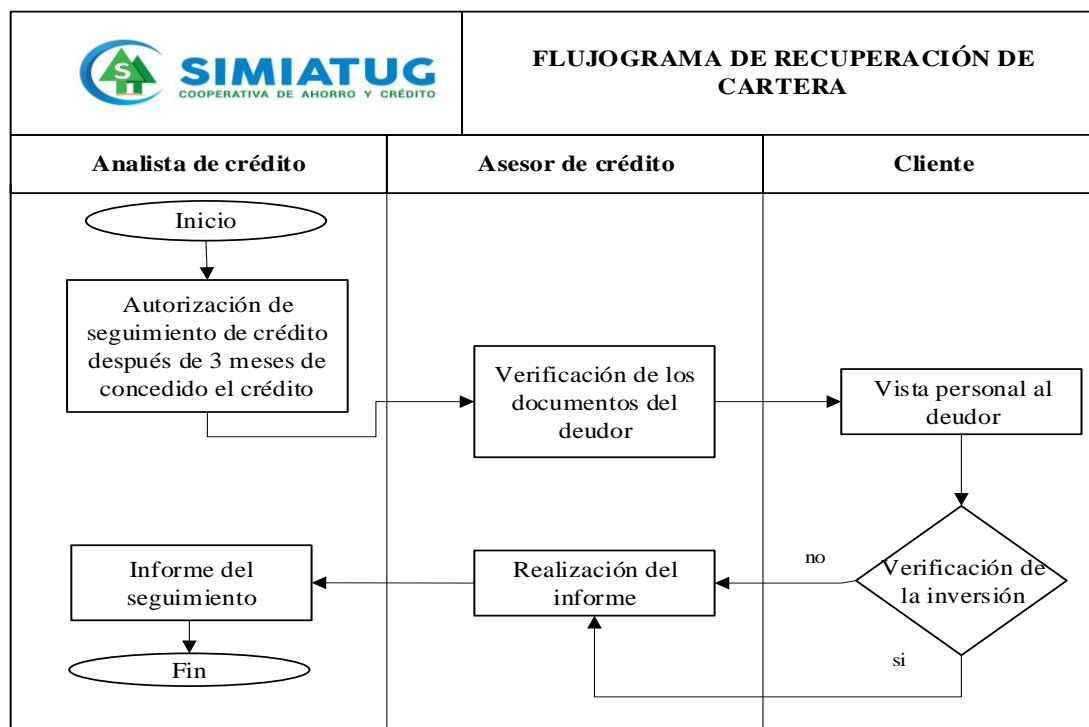 S
SIMIATUG
COOPERATIVA DE AHORRO Y CRÉDITO
FLUJOGRAMA DE RECUPERACIÓN DE
CARTERA
Analista de crédito
Asesor de crédito
Cliente
Inicio
Autorización de
seguimiento de crédito
después de 3 meses de
concedido el crédito
Verificación de los
documentos del
deudor
Vista personal al
deudor
Verificación de
la inversión
no
si
Realización del
informe
Informe del
seguimiento
Fin